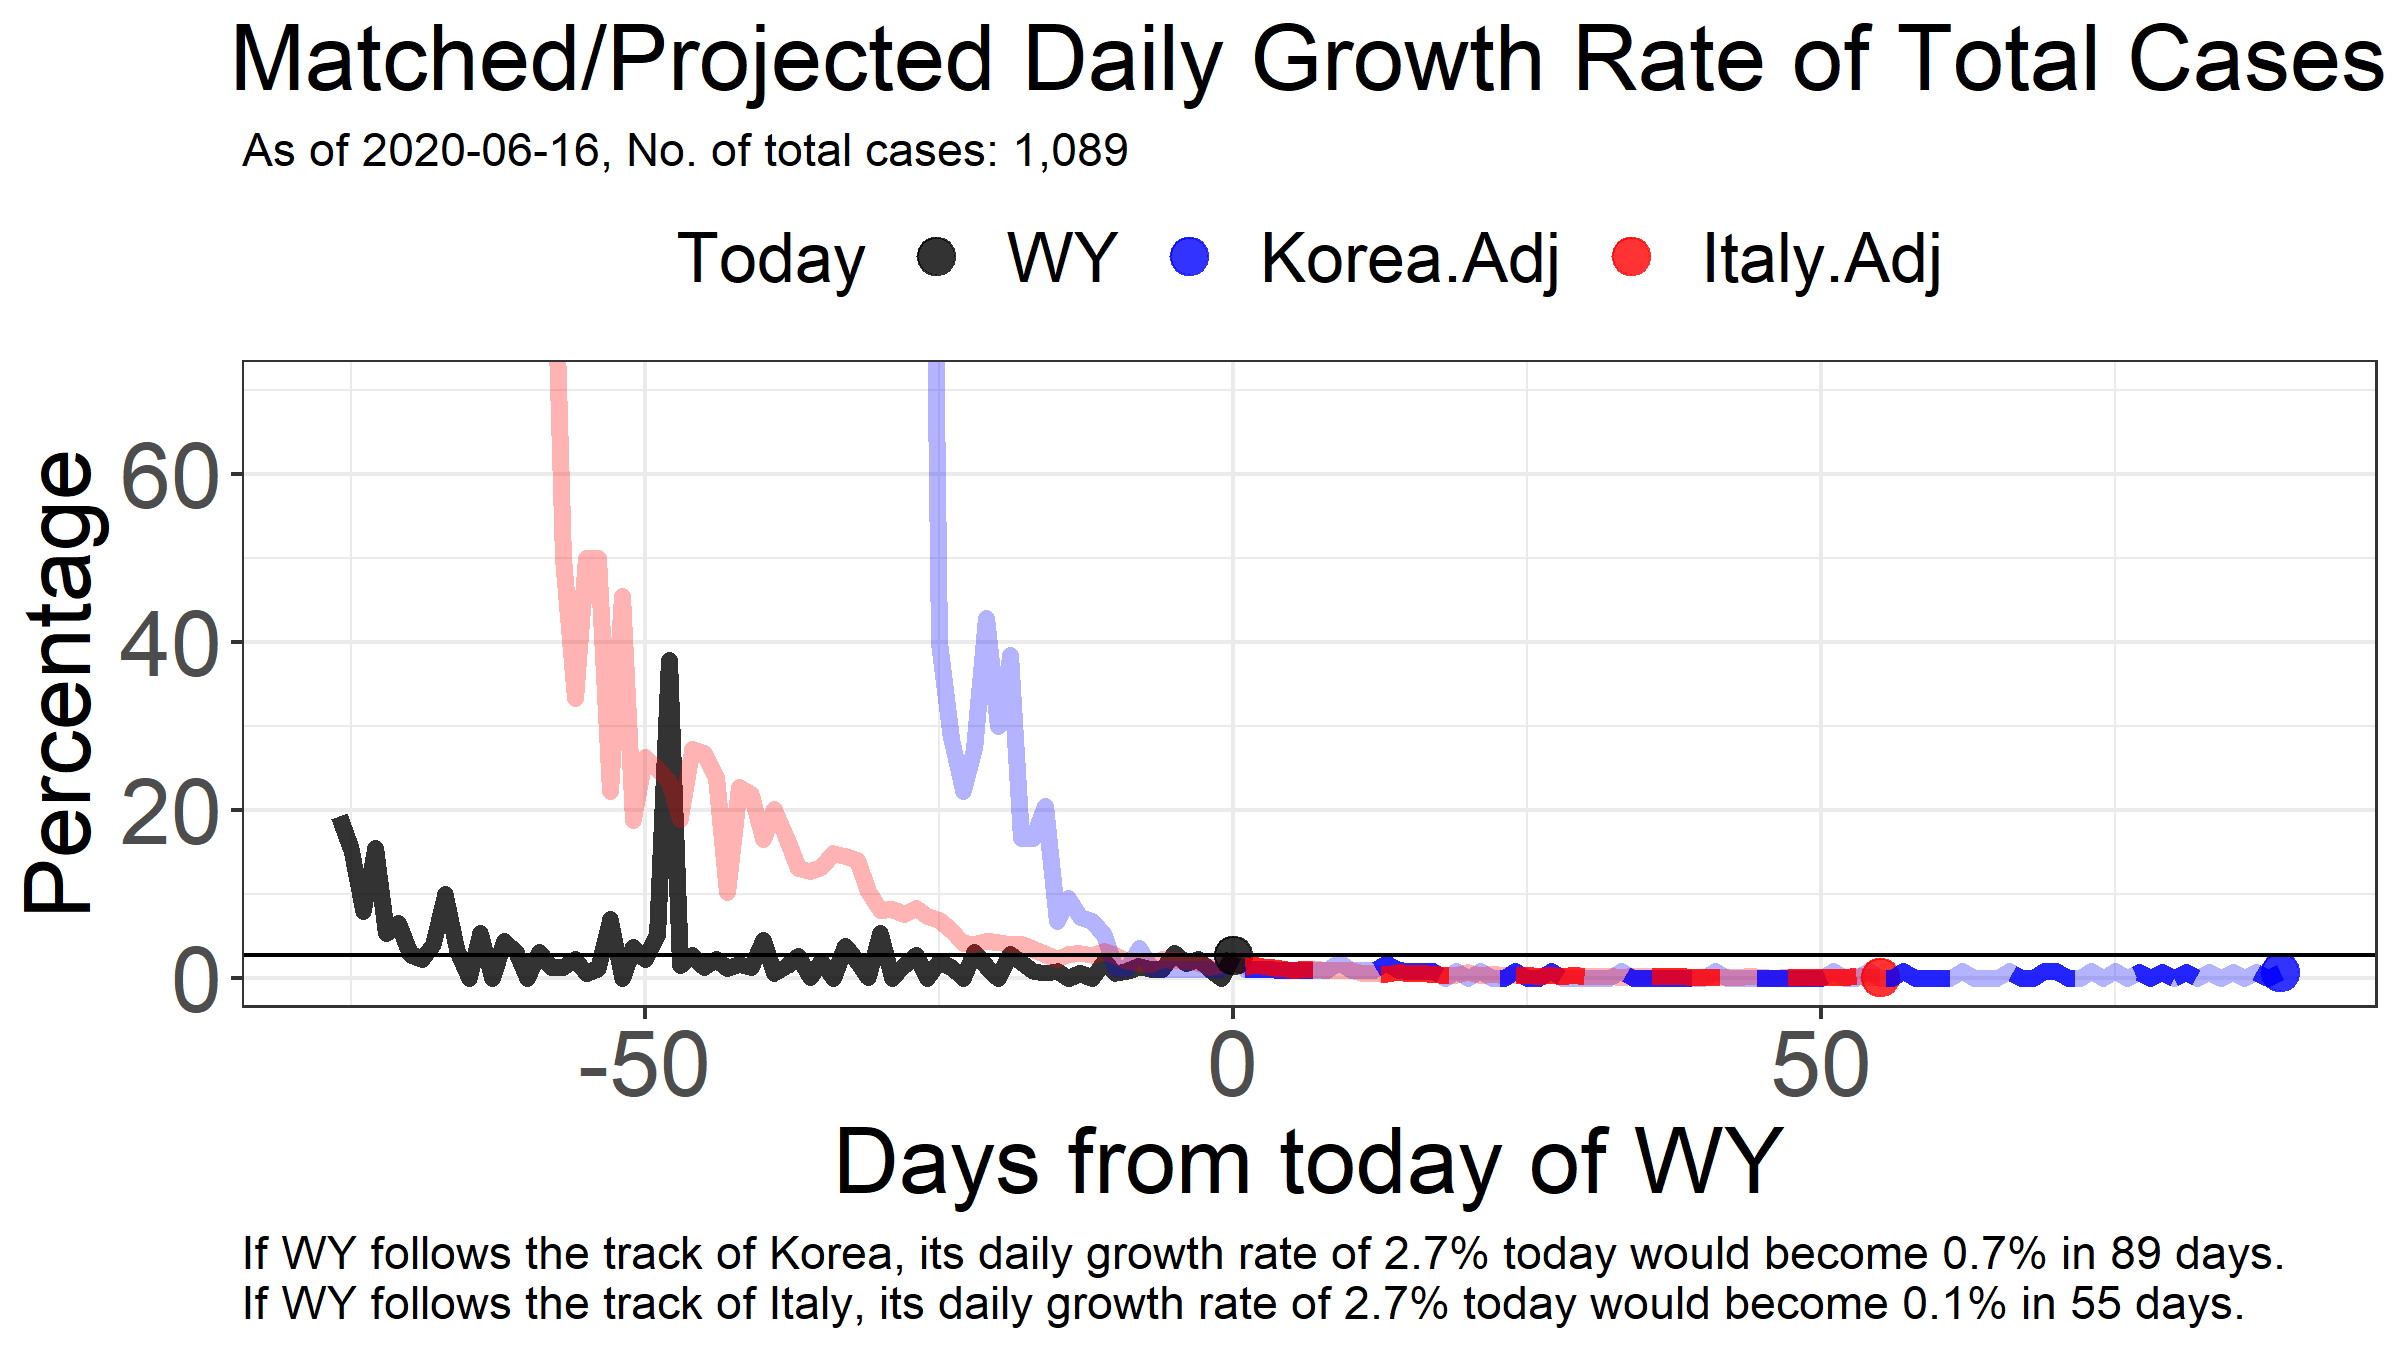 Matched/Projected Daily Growth Rate of Total Cases
As of 2020-06-16, No. of total cases: 1,089
Today WY Korea.Adj Italy.Adj
Percentage
60
40
20
0
-50 0 50
Days from today of WY
If WY follows the track of Korea, its daily growth rate of 2.7% today would become 0.7% in 89 days.
If WY follows the track of Italy, its daily growth rate of 2.7% today would become 0.1% in 55 days.